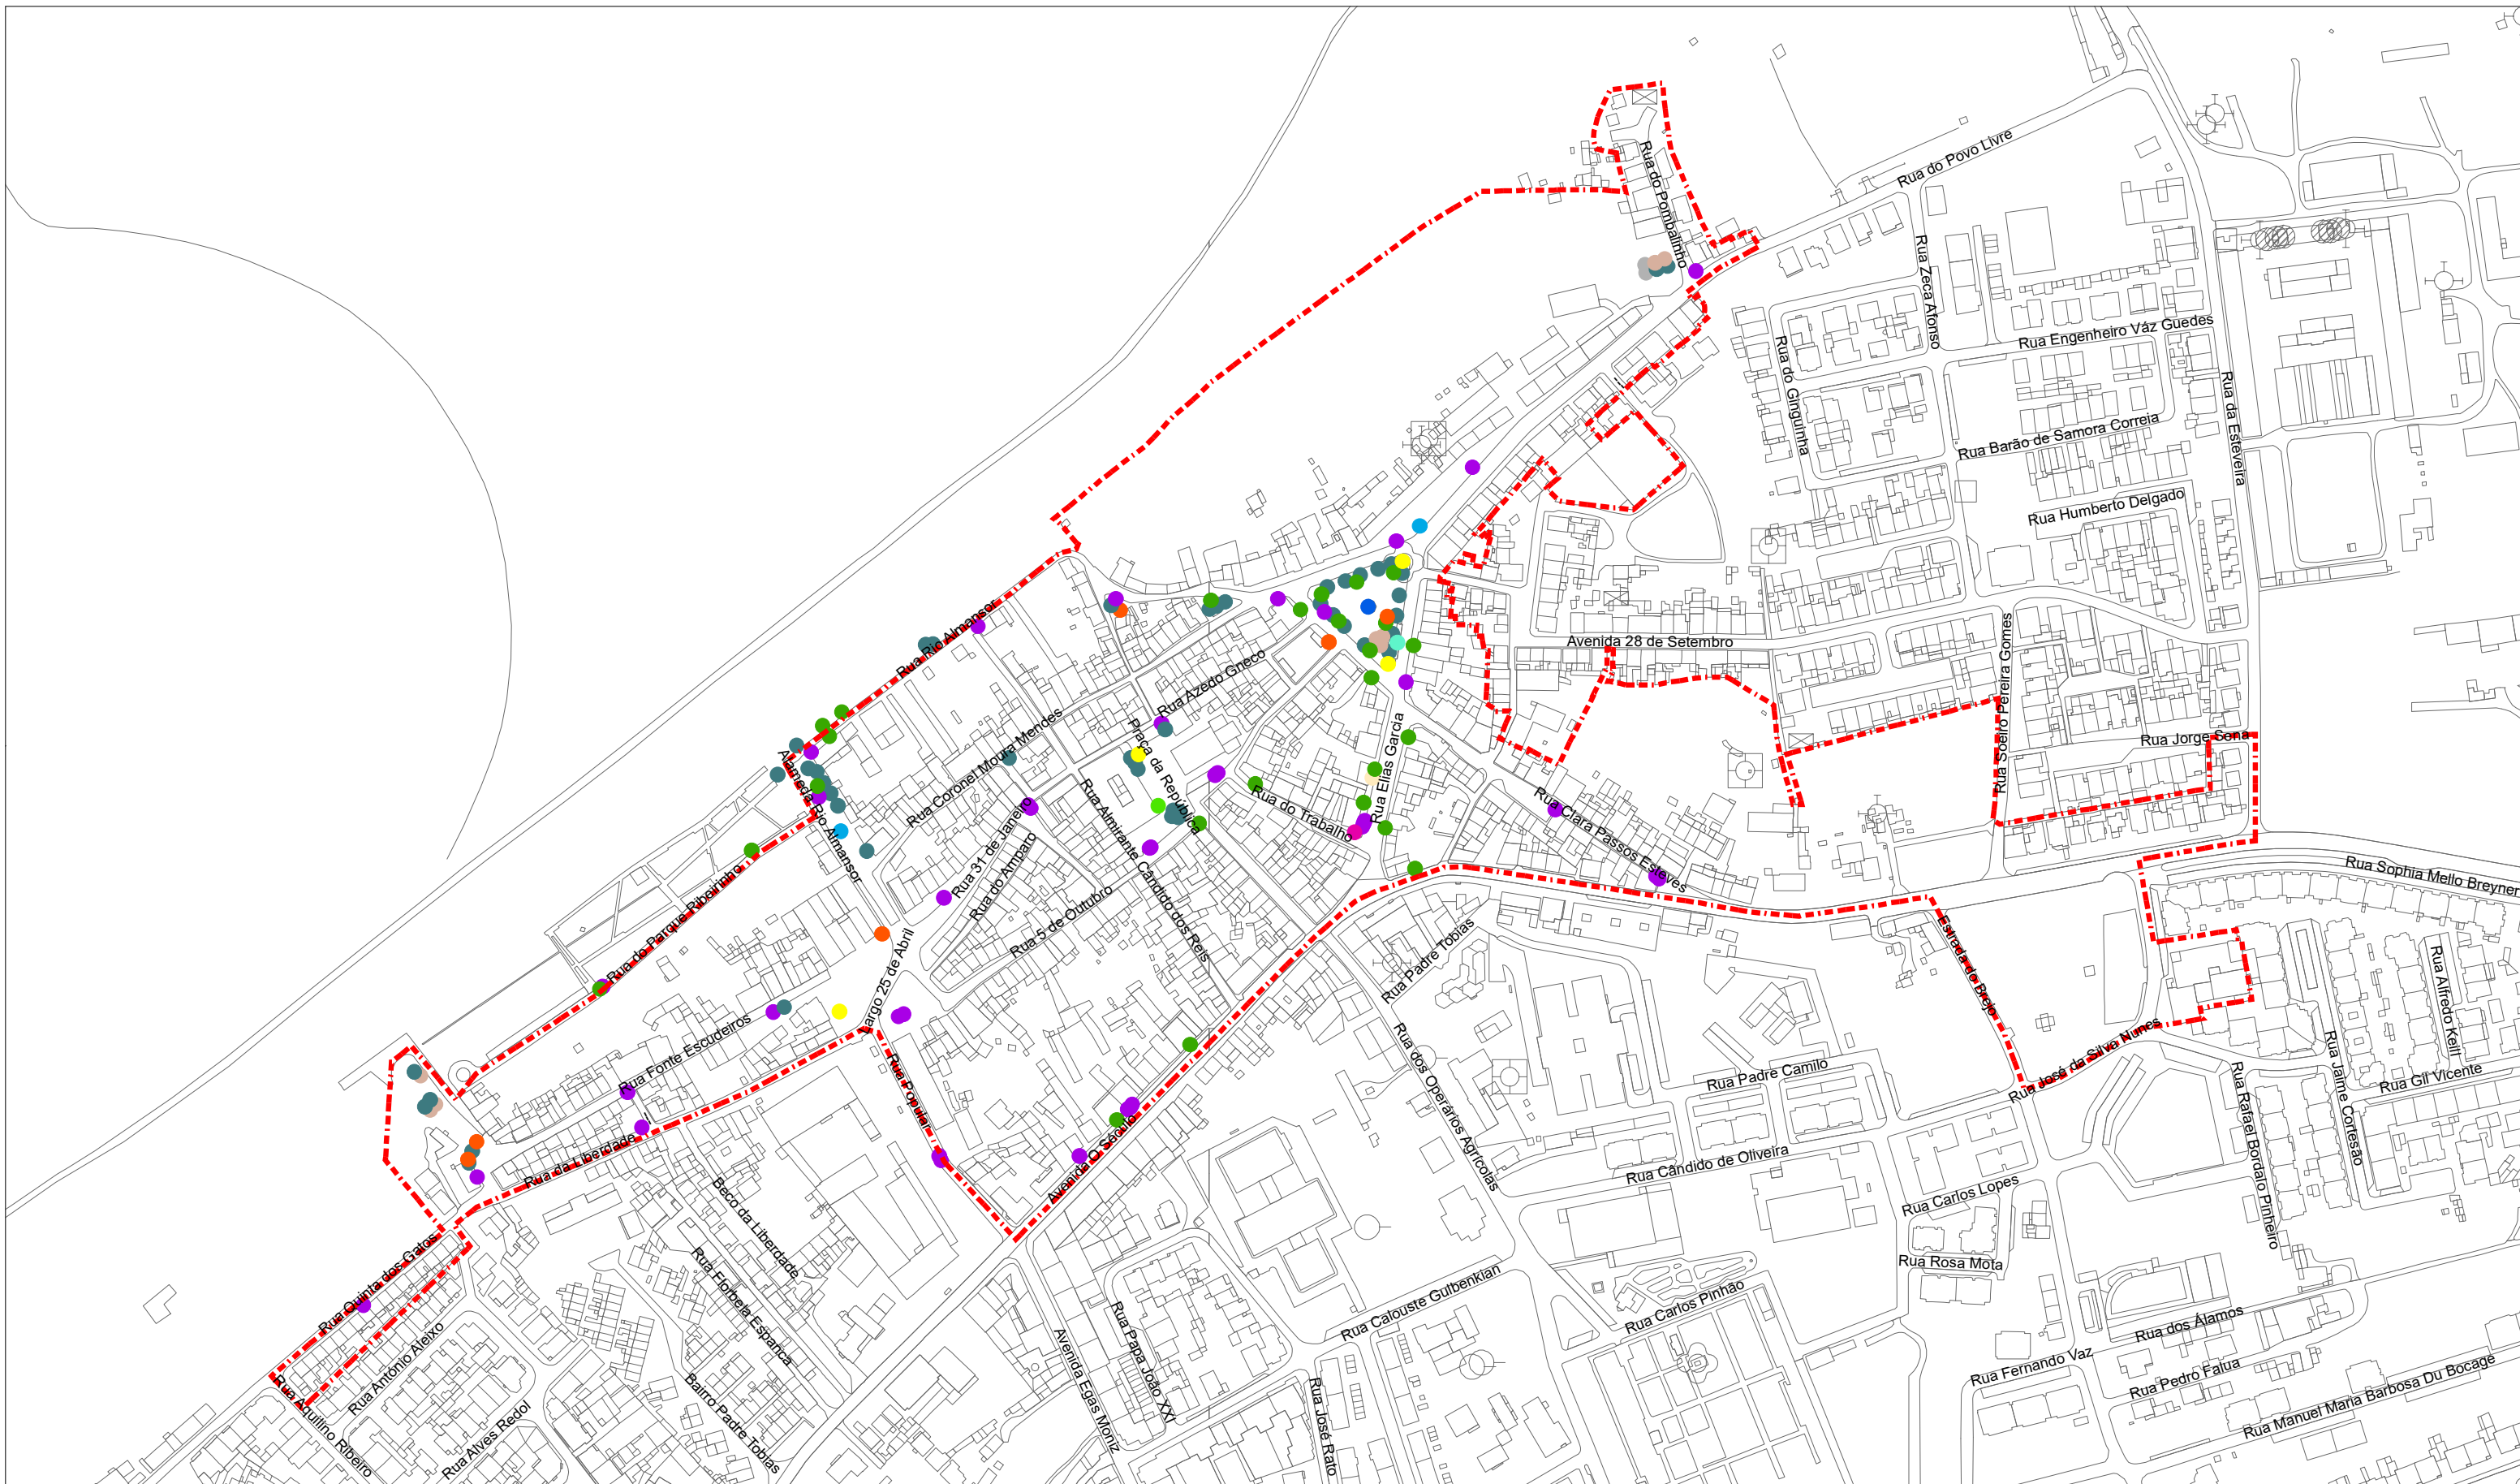 Rua do Povo Livre
Rua do Pombalinho
Rua Zeca Afonso
Rua Engenheiro Váz Guedes
Rua do Ginguinha
Rua da Esteveira
Rua Barão de Samora Correia
Rua Humberto Delgado
Rua Rio Almansor
Avenida 28 de Setembro
Rua Azedo Gneco
Rua Soeiro Pereira Gomes
Rua Coronel Moura Mendes
Praça da República
Rua Elias Garcia
Rua Jorge Sena
Alameda Rio Almansor
Rua 31 de Janeiro
Rua Almirante Cândido dos Reis
Rua do Trabalho
Rua Clara Passos Esteves
Rua do Amparo
Rua do Parque Ribeirinho
Rua 5 de Outubro
Rua Sophia Mello Breyner
Largo 25 de Abril
Rua Padre Tobias
Estrada do Brojo
Rua Alfredo Keill
Rua Fonte Escudeiros
Rua Popular
Rua dos Operários Agrícolas
Rua Padre Camilo
Rua José da Silva Nunes
Rua Jaime Cortesão
Rua Gil Vicente
Rua da Liberdade
Avenida O Século
Rua Cândido de Oliveira
Rua Rafael Bordalo Pinheiro
Beco da Liberdade
Rua Carlos Lopes
Rua Quinta dos Gatos
Rua Florbela Espanca
Rua Calouste Gulbenkian
Rua Rosa Mota
Rua Carlos Pinhão
Rua António Aleixo
Rua Papa João XXI
Avenida Egas Moniz
Rua dos Álamos
Rua Fernando Vaz
Rua Pedro Falua
Rua Aquilino Ribeiro
Rua Alves Redol
Bairro Padre Tobias
Rua José Rato
Rua Manuel Maria Barbosa Du Bocage